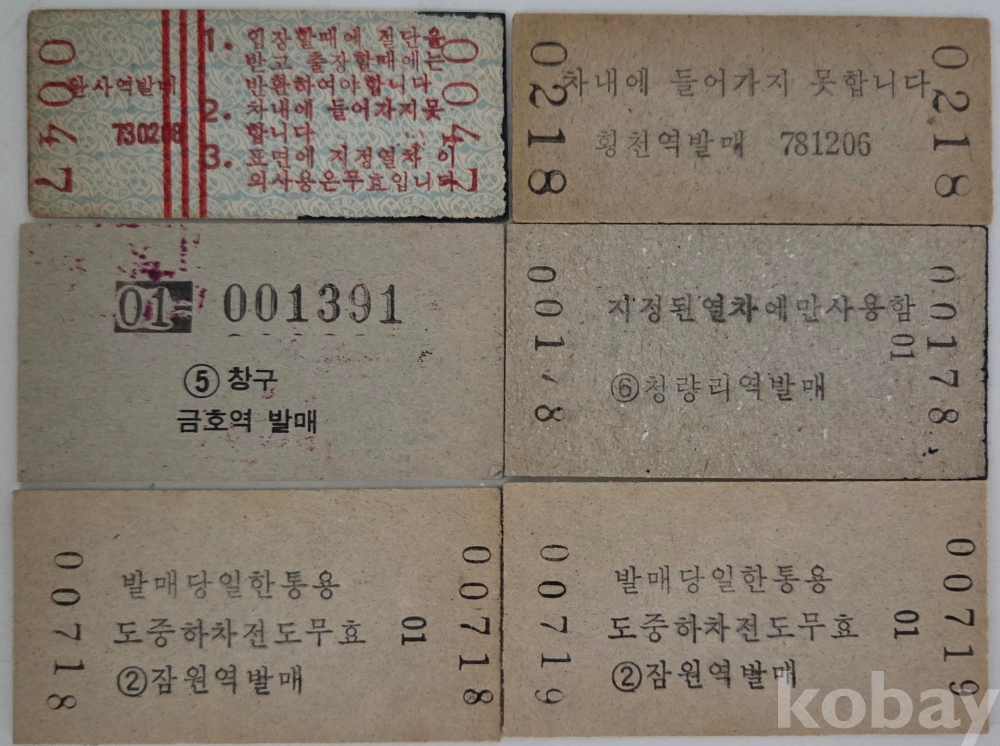 0047
1. 입장할때에 절단을
받고 출장할때에는
반환하여야합니다
2. 차내에 들어가지못
합니다
3. 표면에 지정열차 이
외사용은무효입니다
완사역발매
730208
0047
0218
차내에 들어가지 못합니다
횡천역발매 781206
0218
01 001391
⑤ 창구
금호역 발매
00178
지정된열차에만사용함
01
⑥청량리역발매
00178
00718
발매당일한통용
도중하차전도무효
01
②잠원역발매
00718
00719
발매당일한통용
도중하차전도무효
01
②잠원역발매
00719
kobay